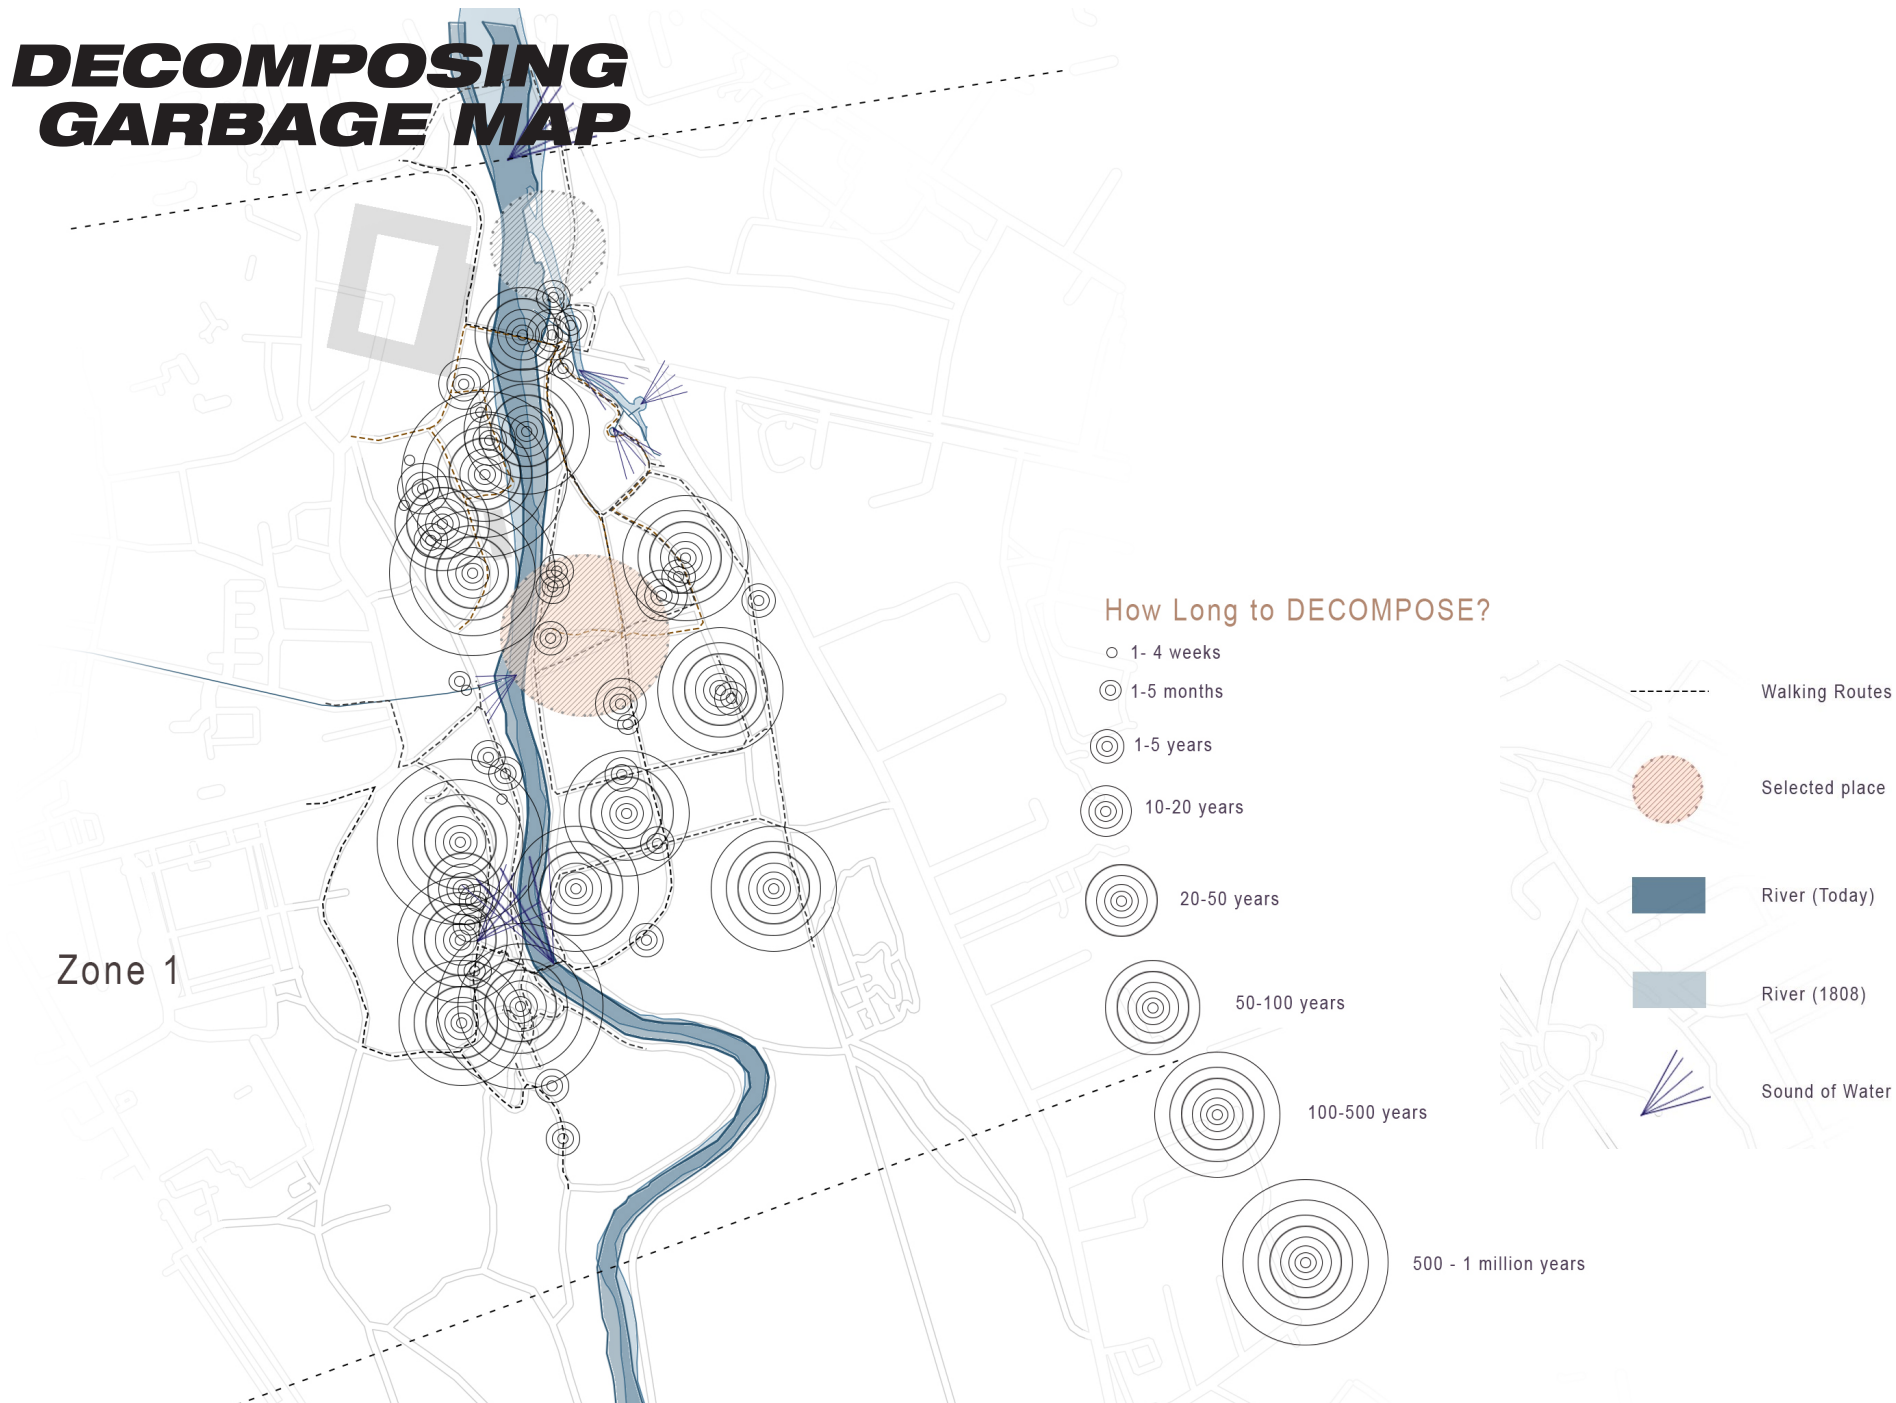 DECOMPOSING
GARBAGE MAP
How Long to DECOMPOSE?
1- 4 weeks
1-5 months
1-5 years
10-20 years
20-50 years
50-100 years
100-500 years
500 - 1 million years
Walking Routes
Selected place
River (Today)
River (1808)
Sound of Water
Zone 1